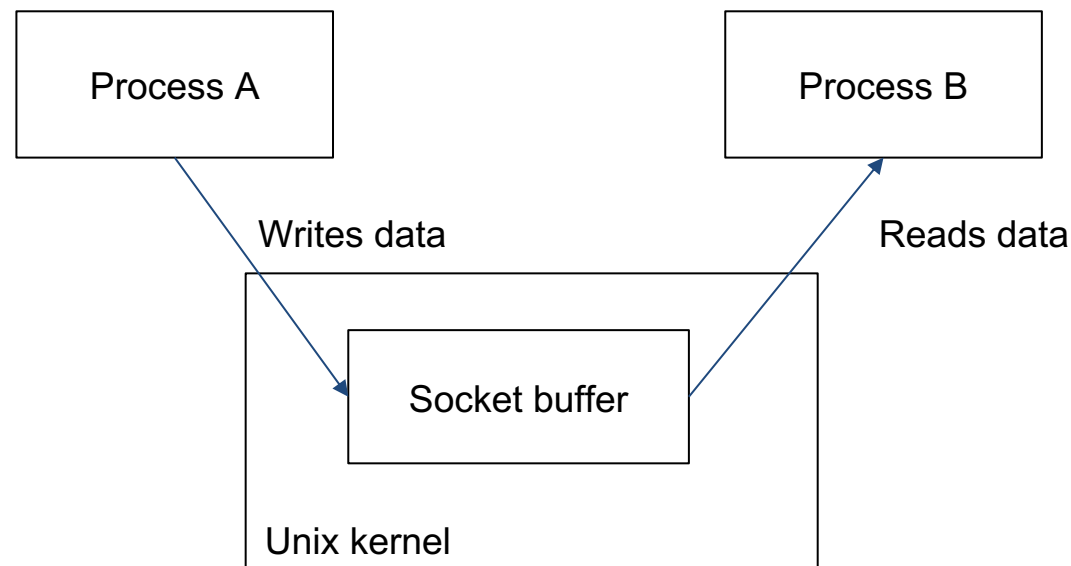 Process A
Process B
Writes data
Reads data
Socket buffer
Unix kernel